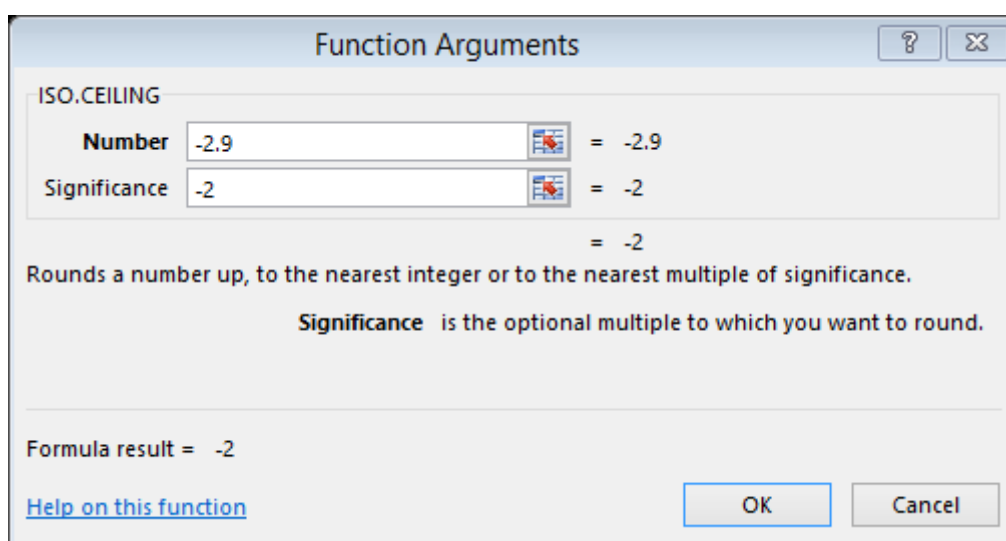 Function Arguments
ISO.CEILING
Number -2.9 = -2.9
Significance -2 = -2
= -2
Rounds a number up, to the nearest integer or to the nearest multiple of significance.
Significance is the optional multiple to which you want to round.
Formula result = -2
Help on this function OK Cancel